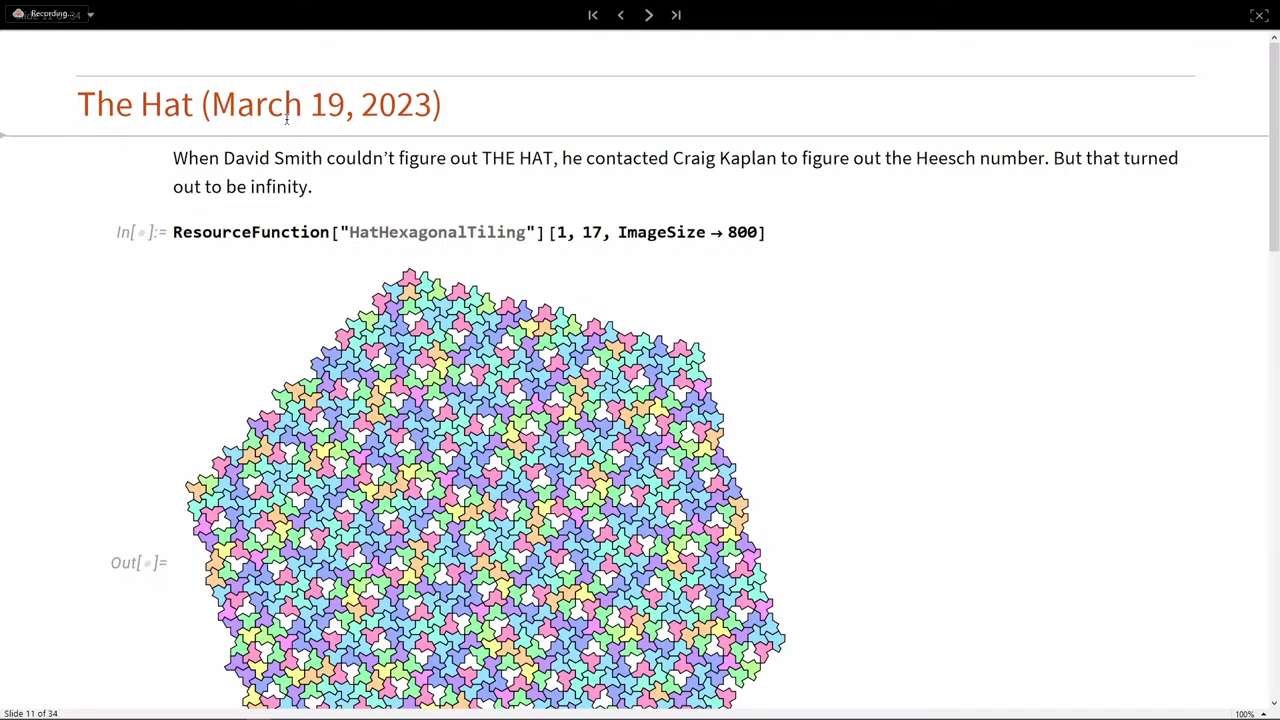 Recording...
The Hat (March 19, 2023)
When David Smith couldn’t figure out THE HAT, he contacted Craig Kaplan to figure out the Heesch number. But that turned
out to be infinity.
In[ ]:= ResourceFunction["HatHexagonalTiling"][1, 17, ImageSize → 800]
Out[ ]=
Slide 11 of 34
100%